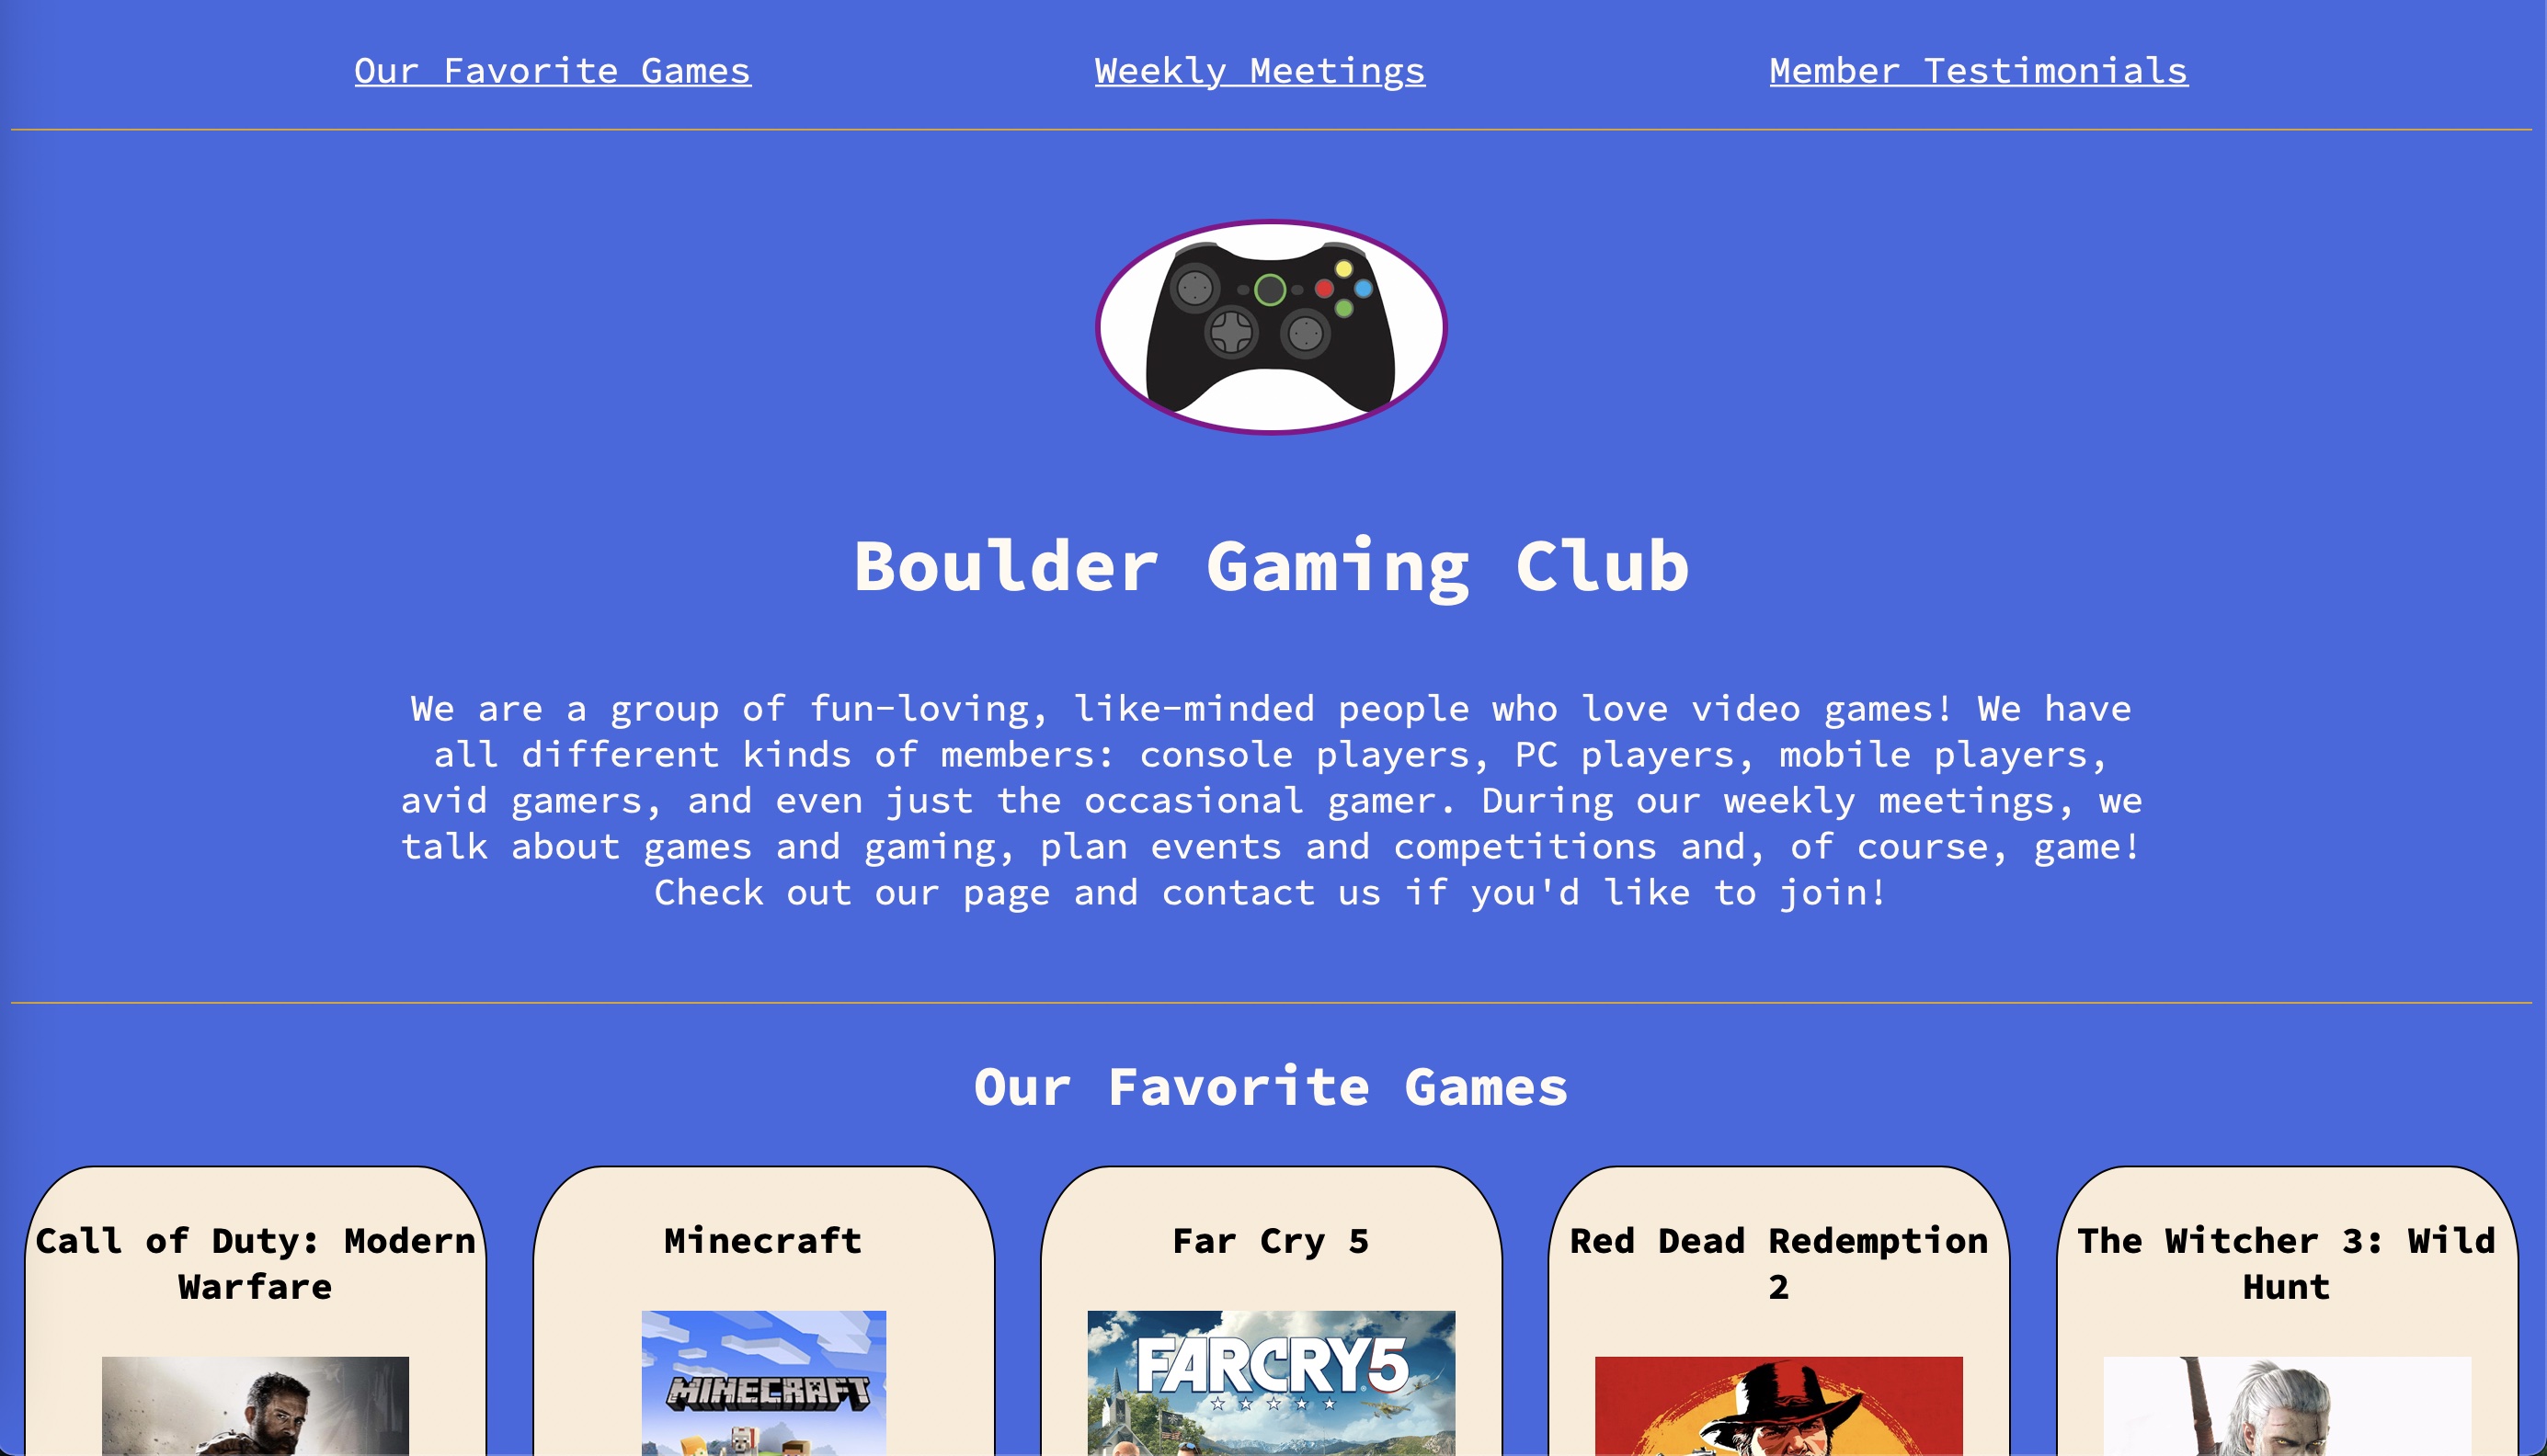 Our Favorite Games Weekly Meetings Member Testimonials
Boulder Gaming Club
We are a group of fun-loving, like-minded people who love video games! We have
all different kinds of members: console players, PC players, mobile players,
avid gamers, and even just the occasional gamer. During our weekly meetings, we
talk about games and gaming, plan events and competitions and, of course, game!
Check out our page and contact us if you'd like to join!
Our Favorite Games
Call of Duty: Modern
Warfare
Minecraft
MINECRAFT
Far Cry 5
FARCRY5
Red Dead Redemption
2
The Witcher 3: Wild
Hunt